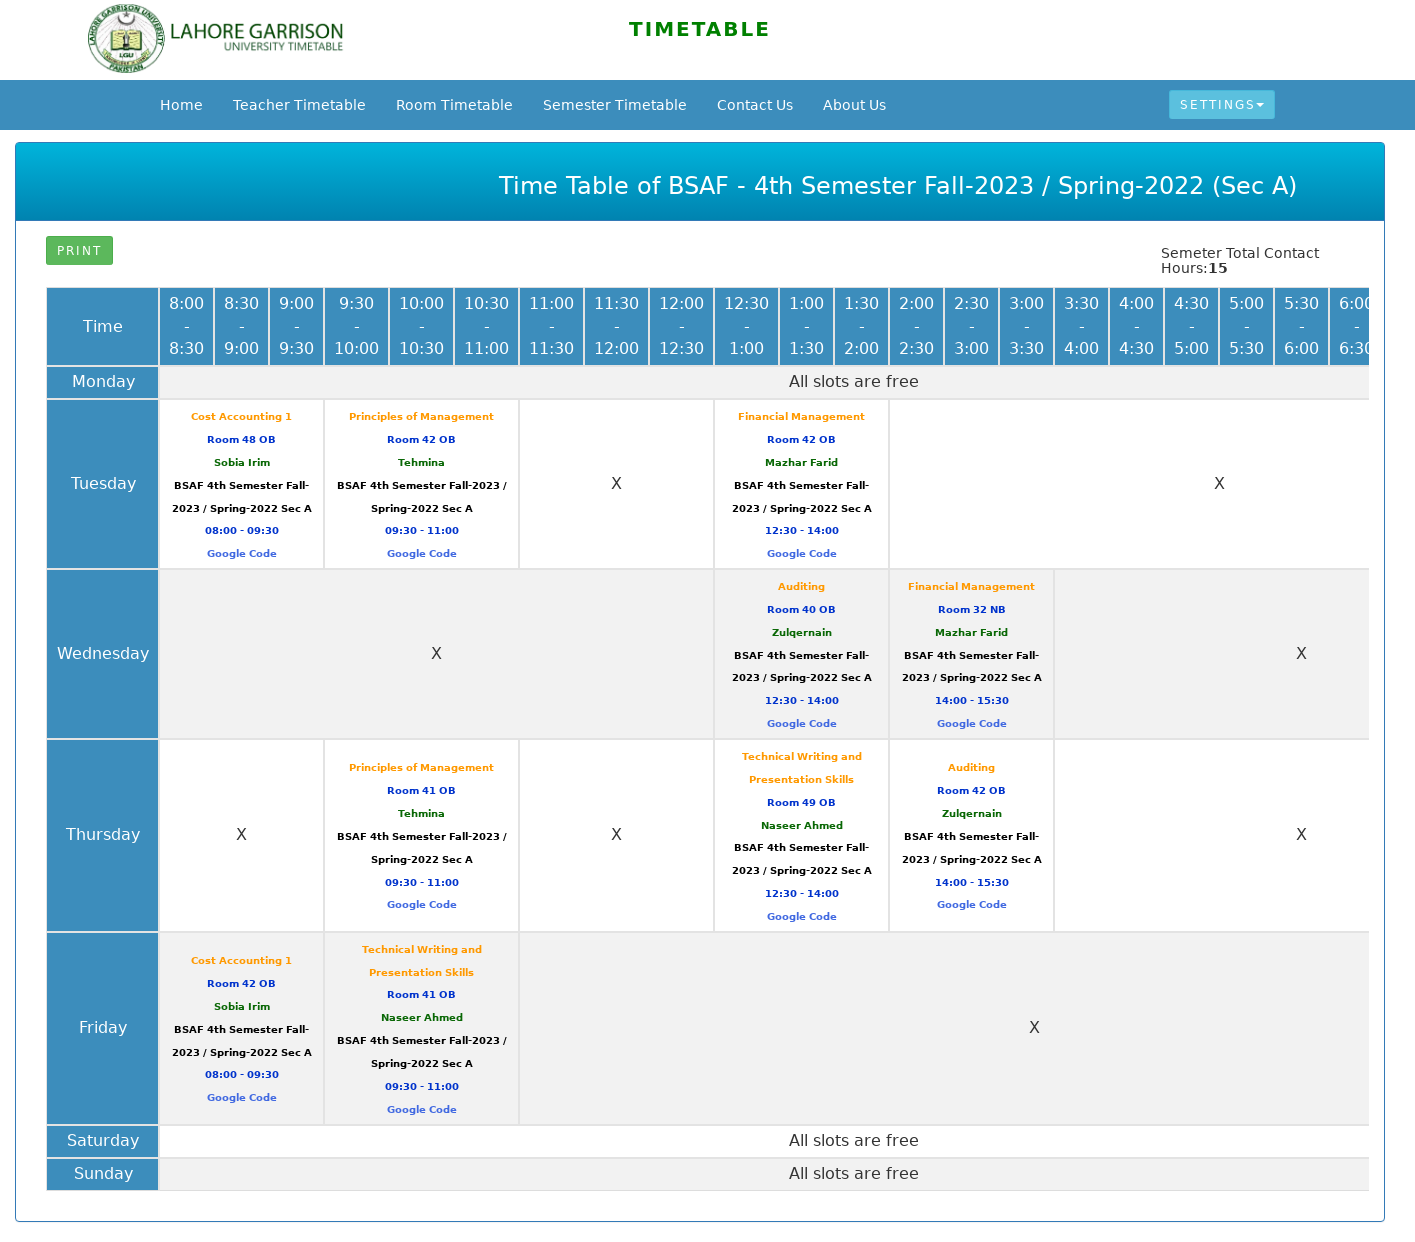 LAHORE GARRISON
UNIVERSITY TIMETABLE
TIMETABLE
Home Teacher Timetable Room Timetable Semester Timetable Contact Us About Us SETTINGS
Time Table of BSAF - 4th Semester Fall-2023 / Spring-2022 (Sec A)
PRINT
Semeter Total Contact
Hours:15
Time
8:00 - 8:30
8:30 - 9:00
9:00 - 9:30
9:30 - 10:00
10:00 - 10:30
10:30 - 11:00
11:00 - 11:30
11:30 - 12:00
12:00 - 12:30
12:30 - 1:00
1:00 - 1:30
1:30 - 2:00
2:00 - 2:30
2:30 - 3:00
3:00 - 3:30
3:30 - 4:00
4:00 - 4:30
4:30 - 5:00
5:00 - 5:30
5:30 - 6:00
6:00 - 6:30
Monday
All slots are free
Tuesday
Cost Accounting 1
Room 48 OB
Sobia Irim
BSAF 4th Semester Fall-
2023 / Spring-2022 Sec A
08:00 - 09:30
Google Code
Principles of Management
Room 42 OB
Tehmina
BSAF 4th Semester Fall-2023 /
Spring-2022 Sec A
09:30 - 11:00
Google Code
X
Financial Management
Room 42 OB
Mazhar Farid
BSAF 4th Semester Fall-
2023 / Spring-2022 Sec A
12:30 - 14:00
Google Code
X
Wednesday
X
Auditing
Room 40 OB
Zulqernain
BSAF 4th Semester Fall-
2023 / Spring-2022 Sec A
12:30 - 14:00
Google Code
Financial Management
Room 32 NB
Mazhar Farid
BSAF 4th Semester Fall-
2023 / Spring-2022 Sec A
14:00 - 15:30
Google Code
X
Thursday
X
Principles of Management
Room 41 OB
Tehmina
BSAF 4th Semester Fall-2023 /
Spring-2022 Sec A
09:30 - 11:00
Google Code
X
Technical Writing and
Presentation Skills
Room 49 OB
Naseer Ahmed
BSAF 4th Semester Fall-
2023 / Spring-2022 Sec A
12:30 - 14:00
Google Code
Auditing
Room 42 OB
Zulqernain
BSAF 4th Semester Fall-
2023 / Spring-2022 Sec A
14:00 - 15:30
Google Code
X
Friday
Cost Accounting 1
Room 42 OB
Sobia Irim
BSAF 4th Semester Fall-
2023 / Spring-2022 Sec A
08:00 - 09:30
Google Code
Technical Writing and
Presentation Skills
Room 41 OB
Naseer Ahmed
BSAF 4th Semester Fall-2023 /
Spring-2022 Sec A
09:30 - 11:00
Google Code
X
Saturday
All slots are free
Sunday
All slots are free